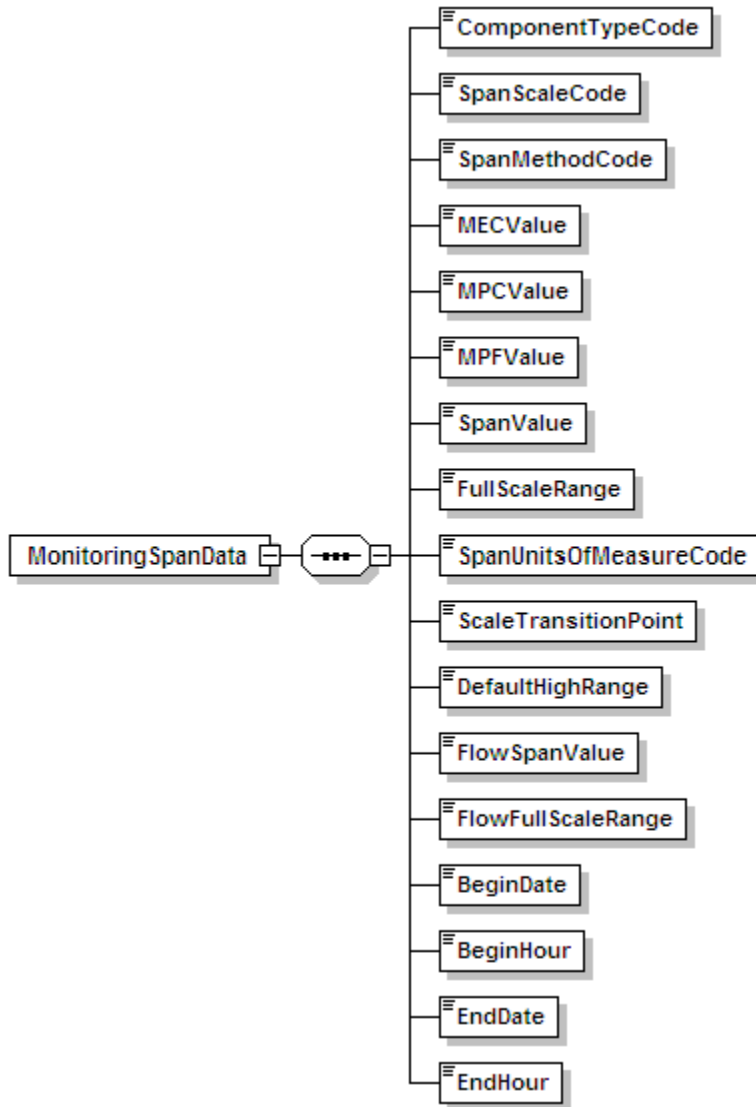 ComponentTypeCode
SpanScaleCode
SpanMethodCode
MECValue
MPCValue
MPFValue
SpanValue
FullScaleRange
MonitoringSpanData
SpanUnitsOfMeasureCode
ScaleTransitionPoint
DefaultHighRange
FlowSpanValue
FlowFullScaleRange
BeginDate
BeginHour
EndDate
EndHour